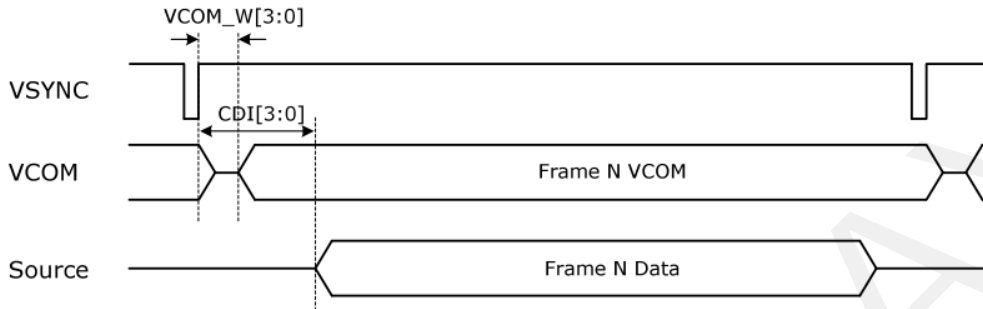 VCOM_W[3:0]
VSYNC
CDI[3:0]
VCOM
Frame N VCOM
Source
Frame N Data